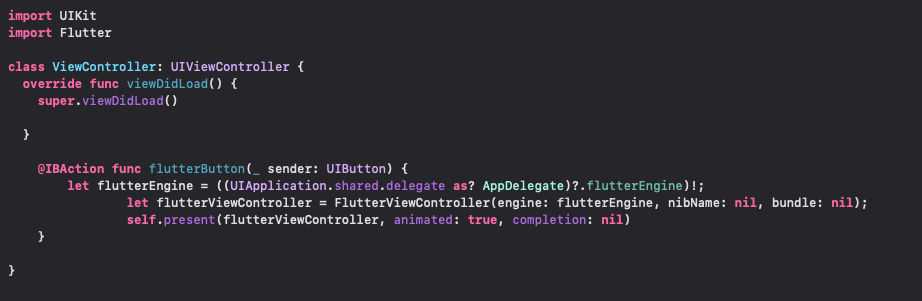 import UIKit
import Flutter
class ViewController: UIViewController {
override func viewDidLoad() {
super.viewDidLoad()
}
@IBAction func flutterButton(_ sender: UIButton) {
let flutterEngine = ((UIApplication.shared.delegate as? AppDelegate)?.flutterEngine)!;
let flutterViewController = FlutterViewController(engine: flutterEngine, nibName: nil, bundle: nil);
self.present(flutterViewController, animated: true, completion: nil)
}
}